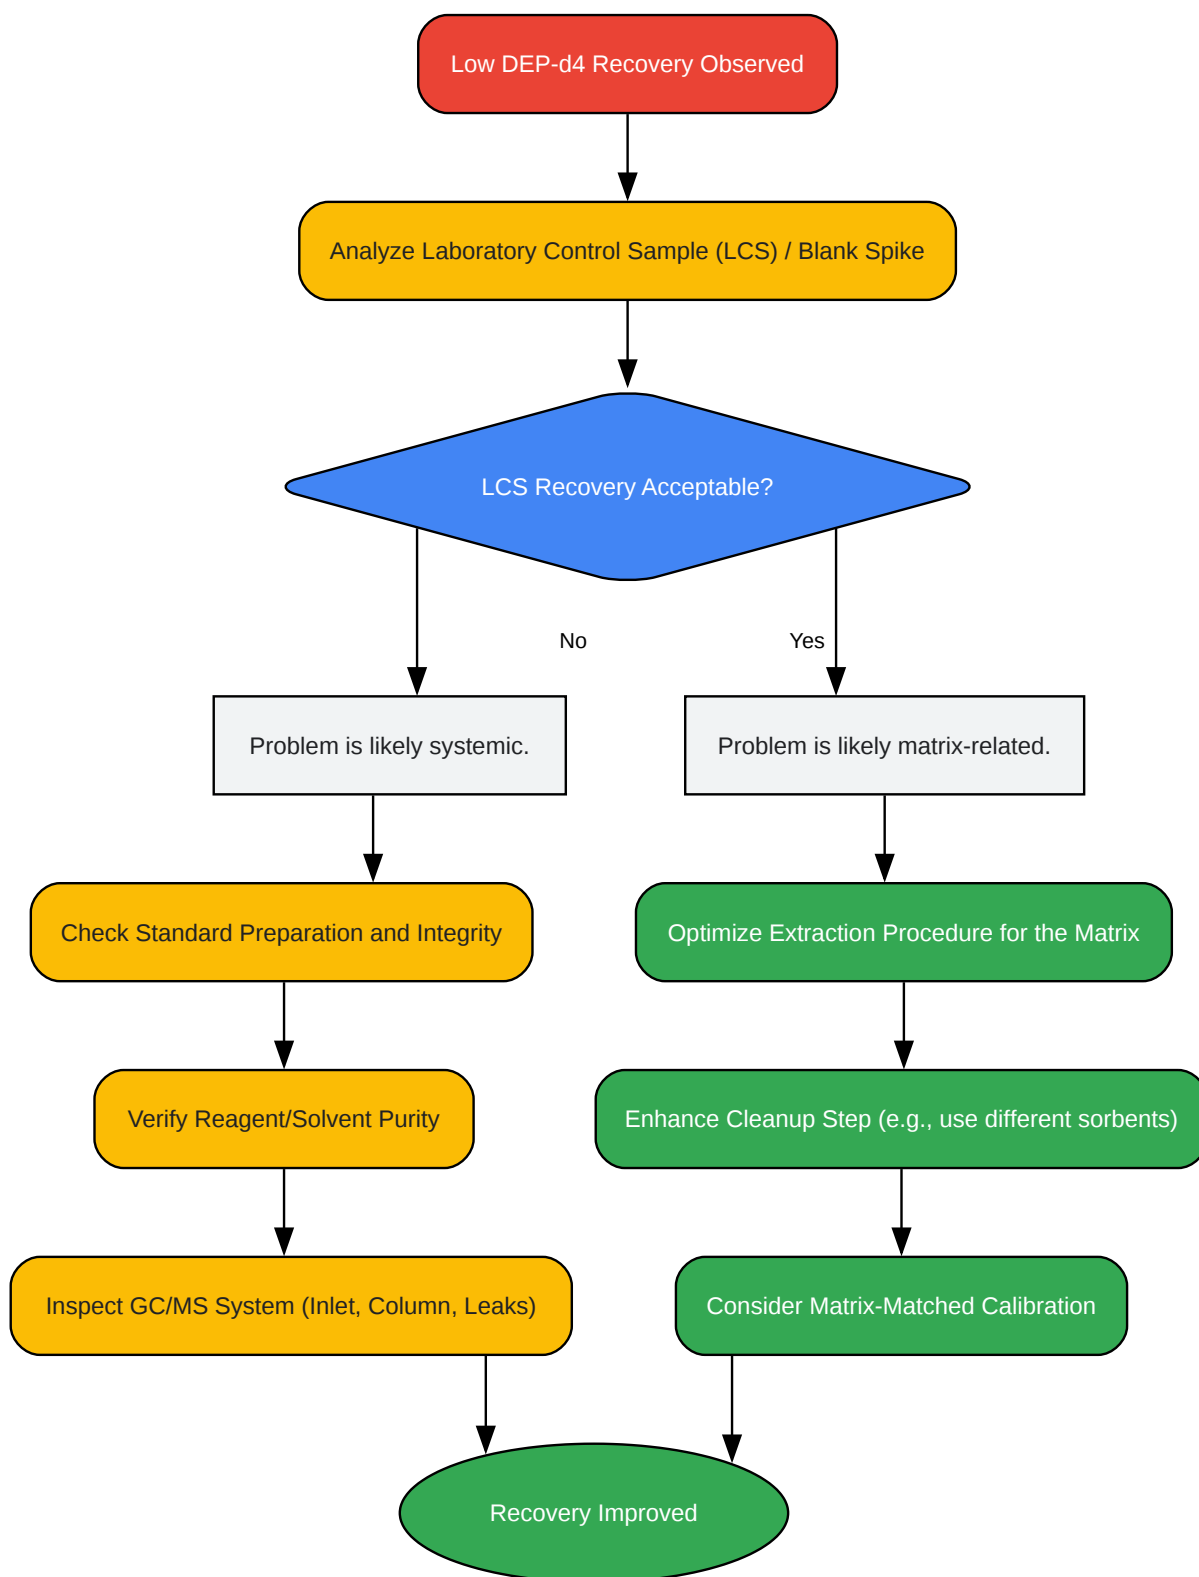 Low DEP-d4 Recovery Observed
Analyze Laboratory Control Sample (LCS) / Blank Spike
LCS Recovery Acceptable?
No
Yes
Problem is likely systemic.
Problem is likely matrix-related.
Check Standard Preparation and Integrity
Optimize Extraction Procedure for the Matrix
Verify Reagent/Solvent Purity
Enhance Cleanup Step (e.g., use different sorbents)
Inspect GC/MS System (Inlet, Column, Leaks)
Consider Matrix-Matched Calibration
Recovery Improved